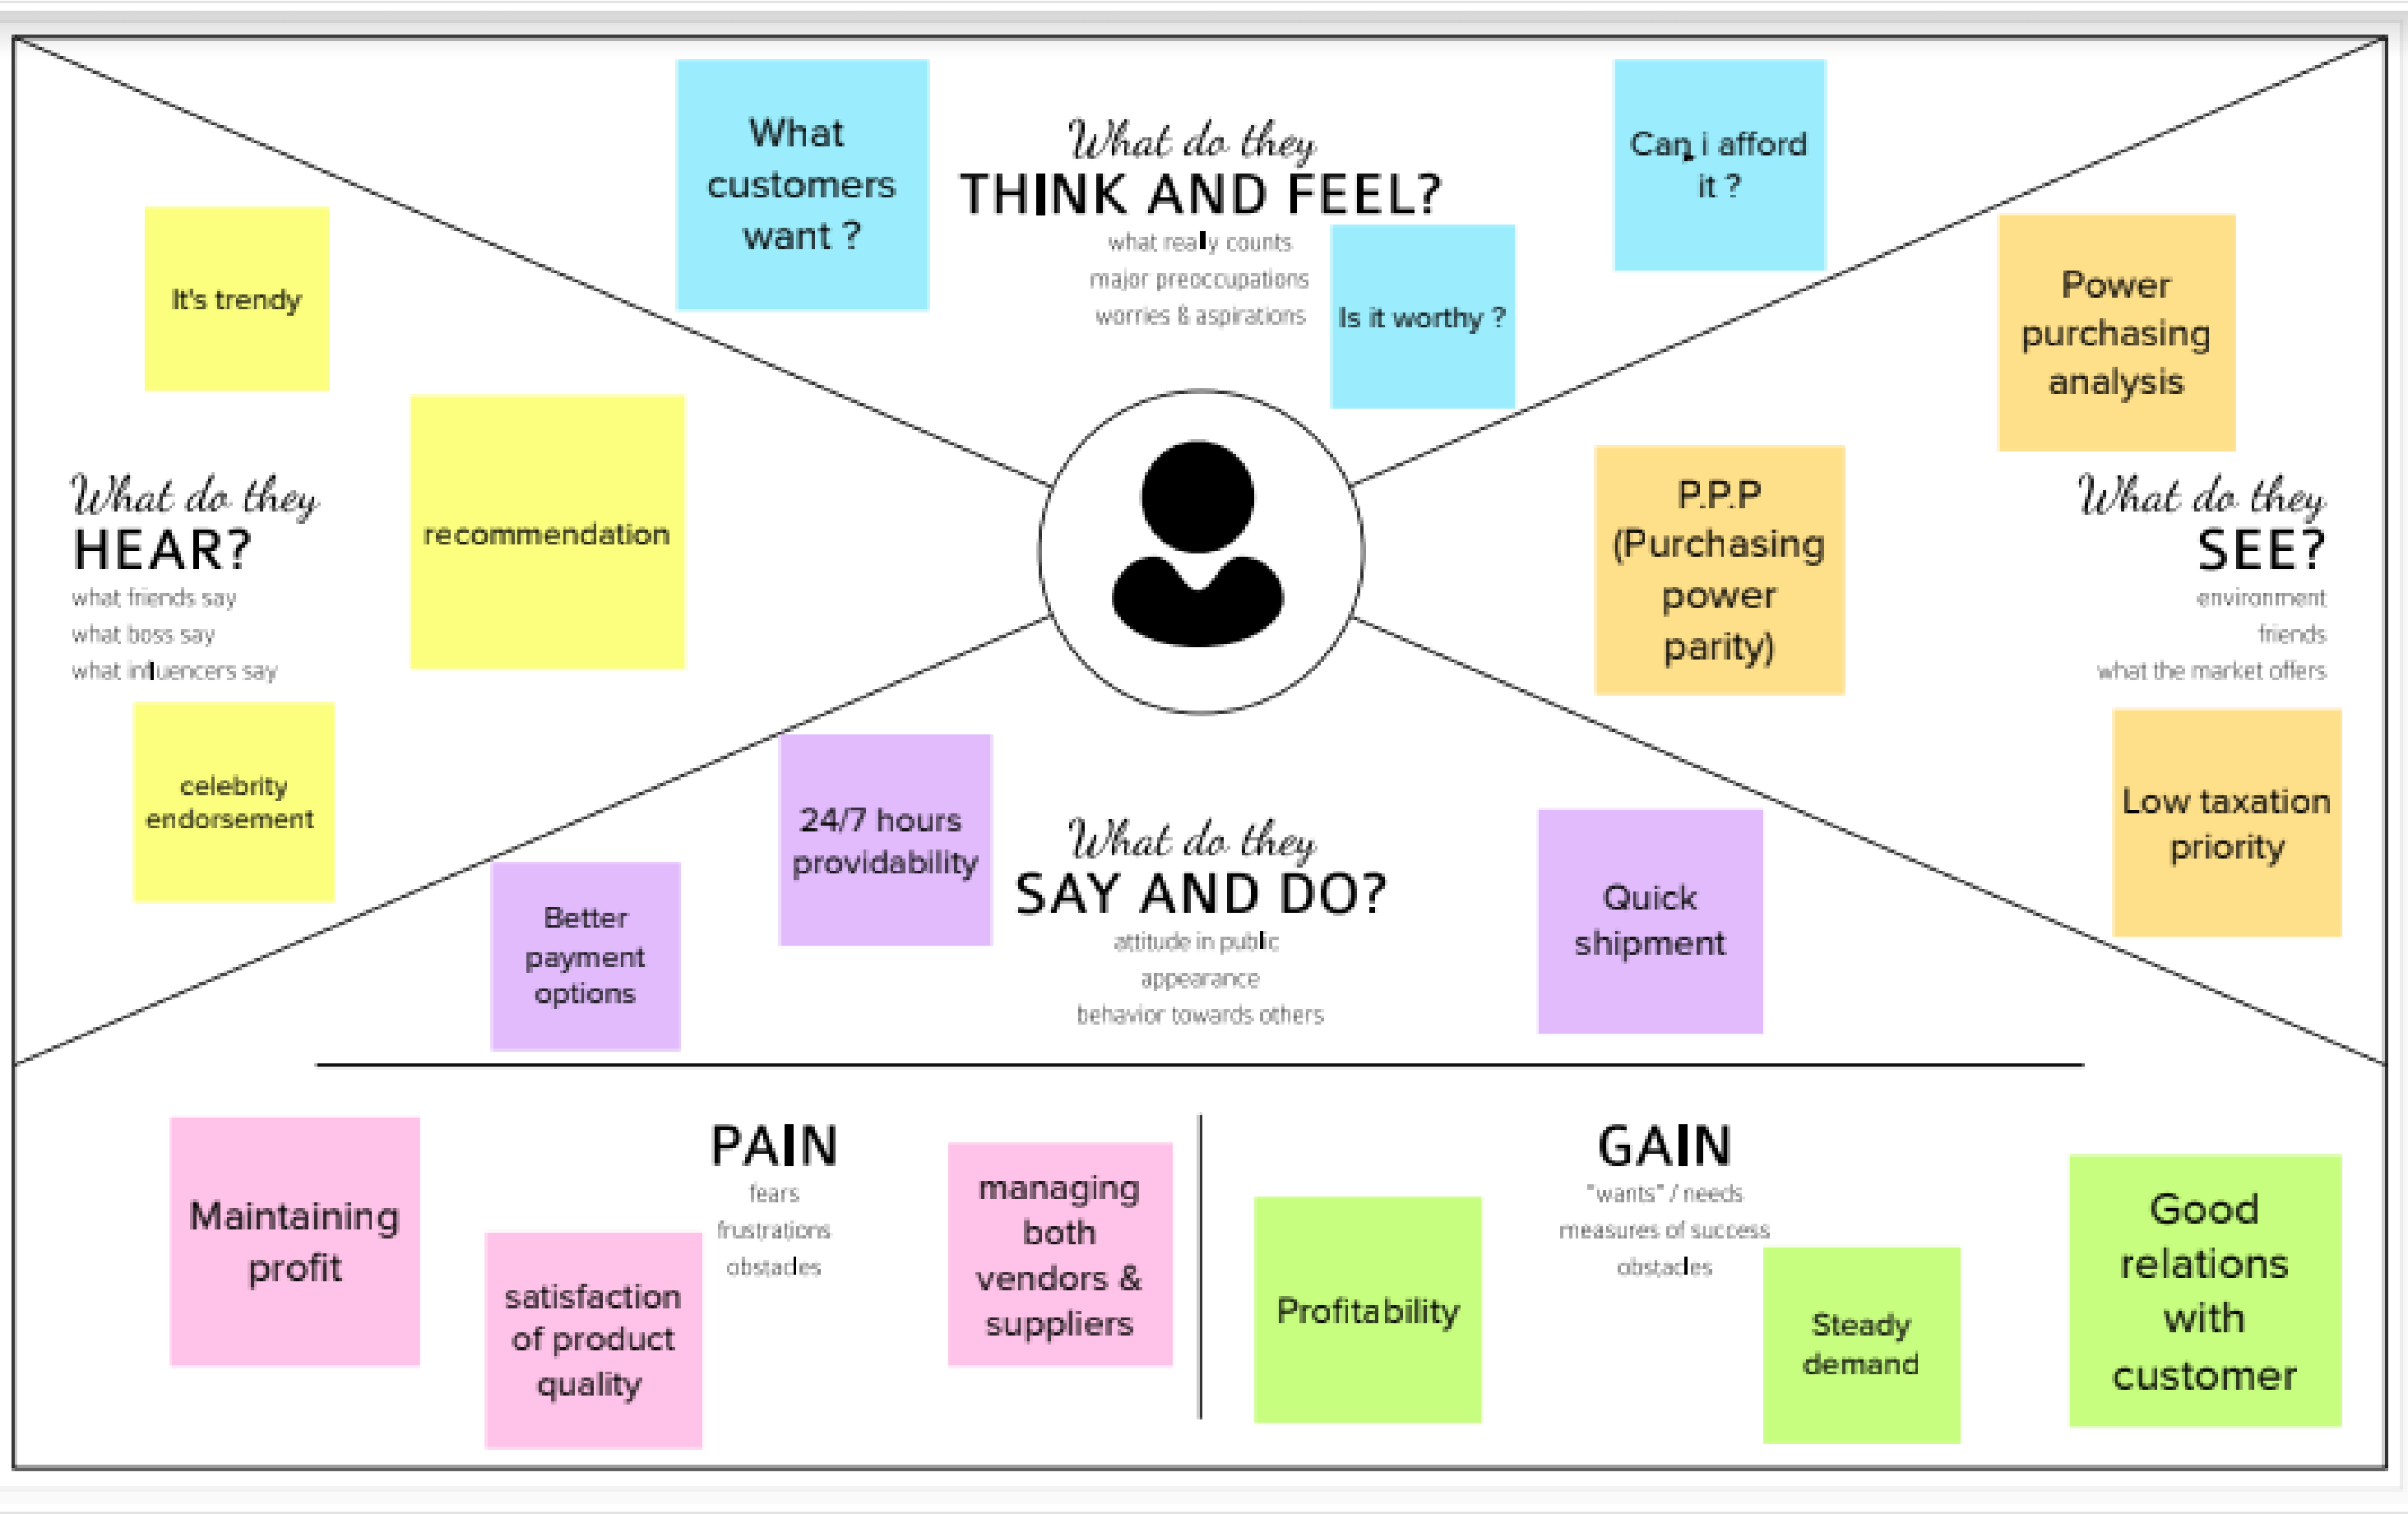 What
customers
want ?
What do they
THINK AND FEEL?
what really counts
major preoccupations
worries & aspirations
Is it worthy ?
Can i afford
it ?
It's trendy
recommendation
What do they
HEAR?
what friends say
what boss say
what influencers say
celebrity
endorsement
Power
purchasing
analysis
P.P.P
(Purchasing
power
parity)
What do they
SEE?
environment
friends
what the market offers
Low taxation
priority
Better
payment
options
24/7 hours
providability
What do they
SAY AND DO?
attitude in public
appearance
behavior towards others
Quick
shipment
Maintaining
profit
satisfaction
of product
quality
PAIN
fears
frustrations
obstacles
managing
both
vendors &
suppliers
Profitability
GAIN
"wants" / needs
measures of success
obstacles
Steady
demand
Good
relations
with
customer